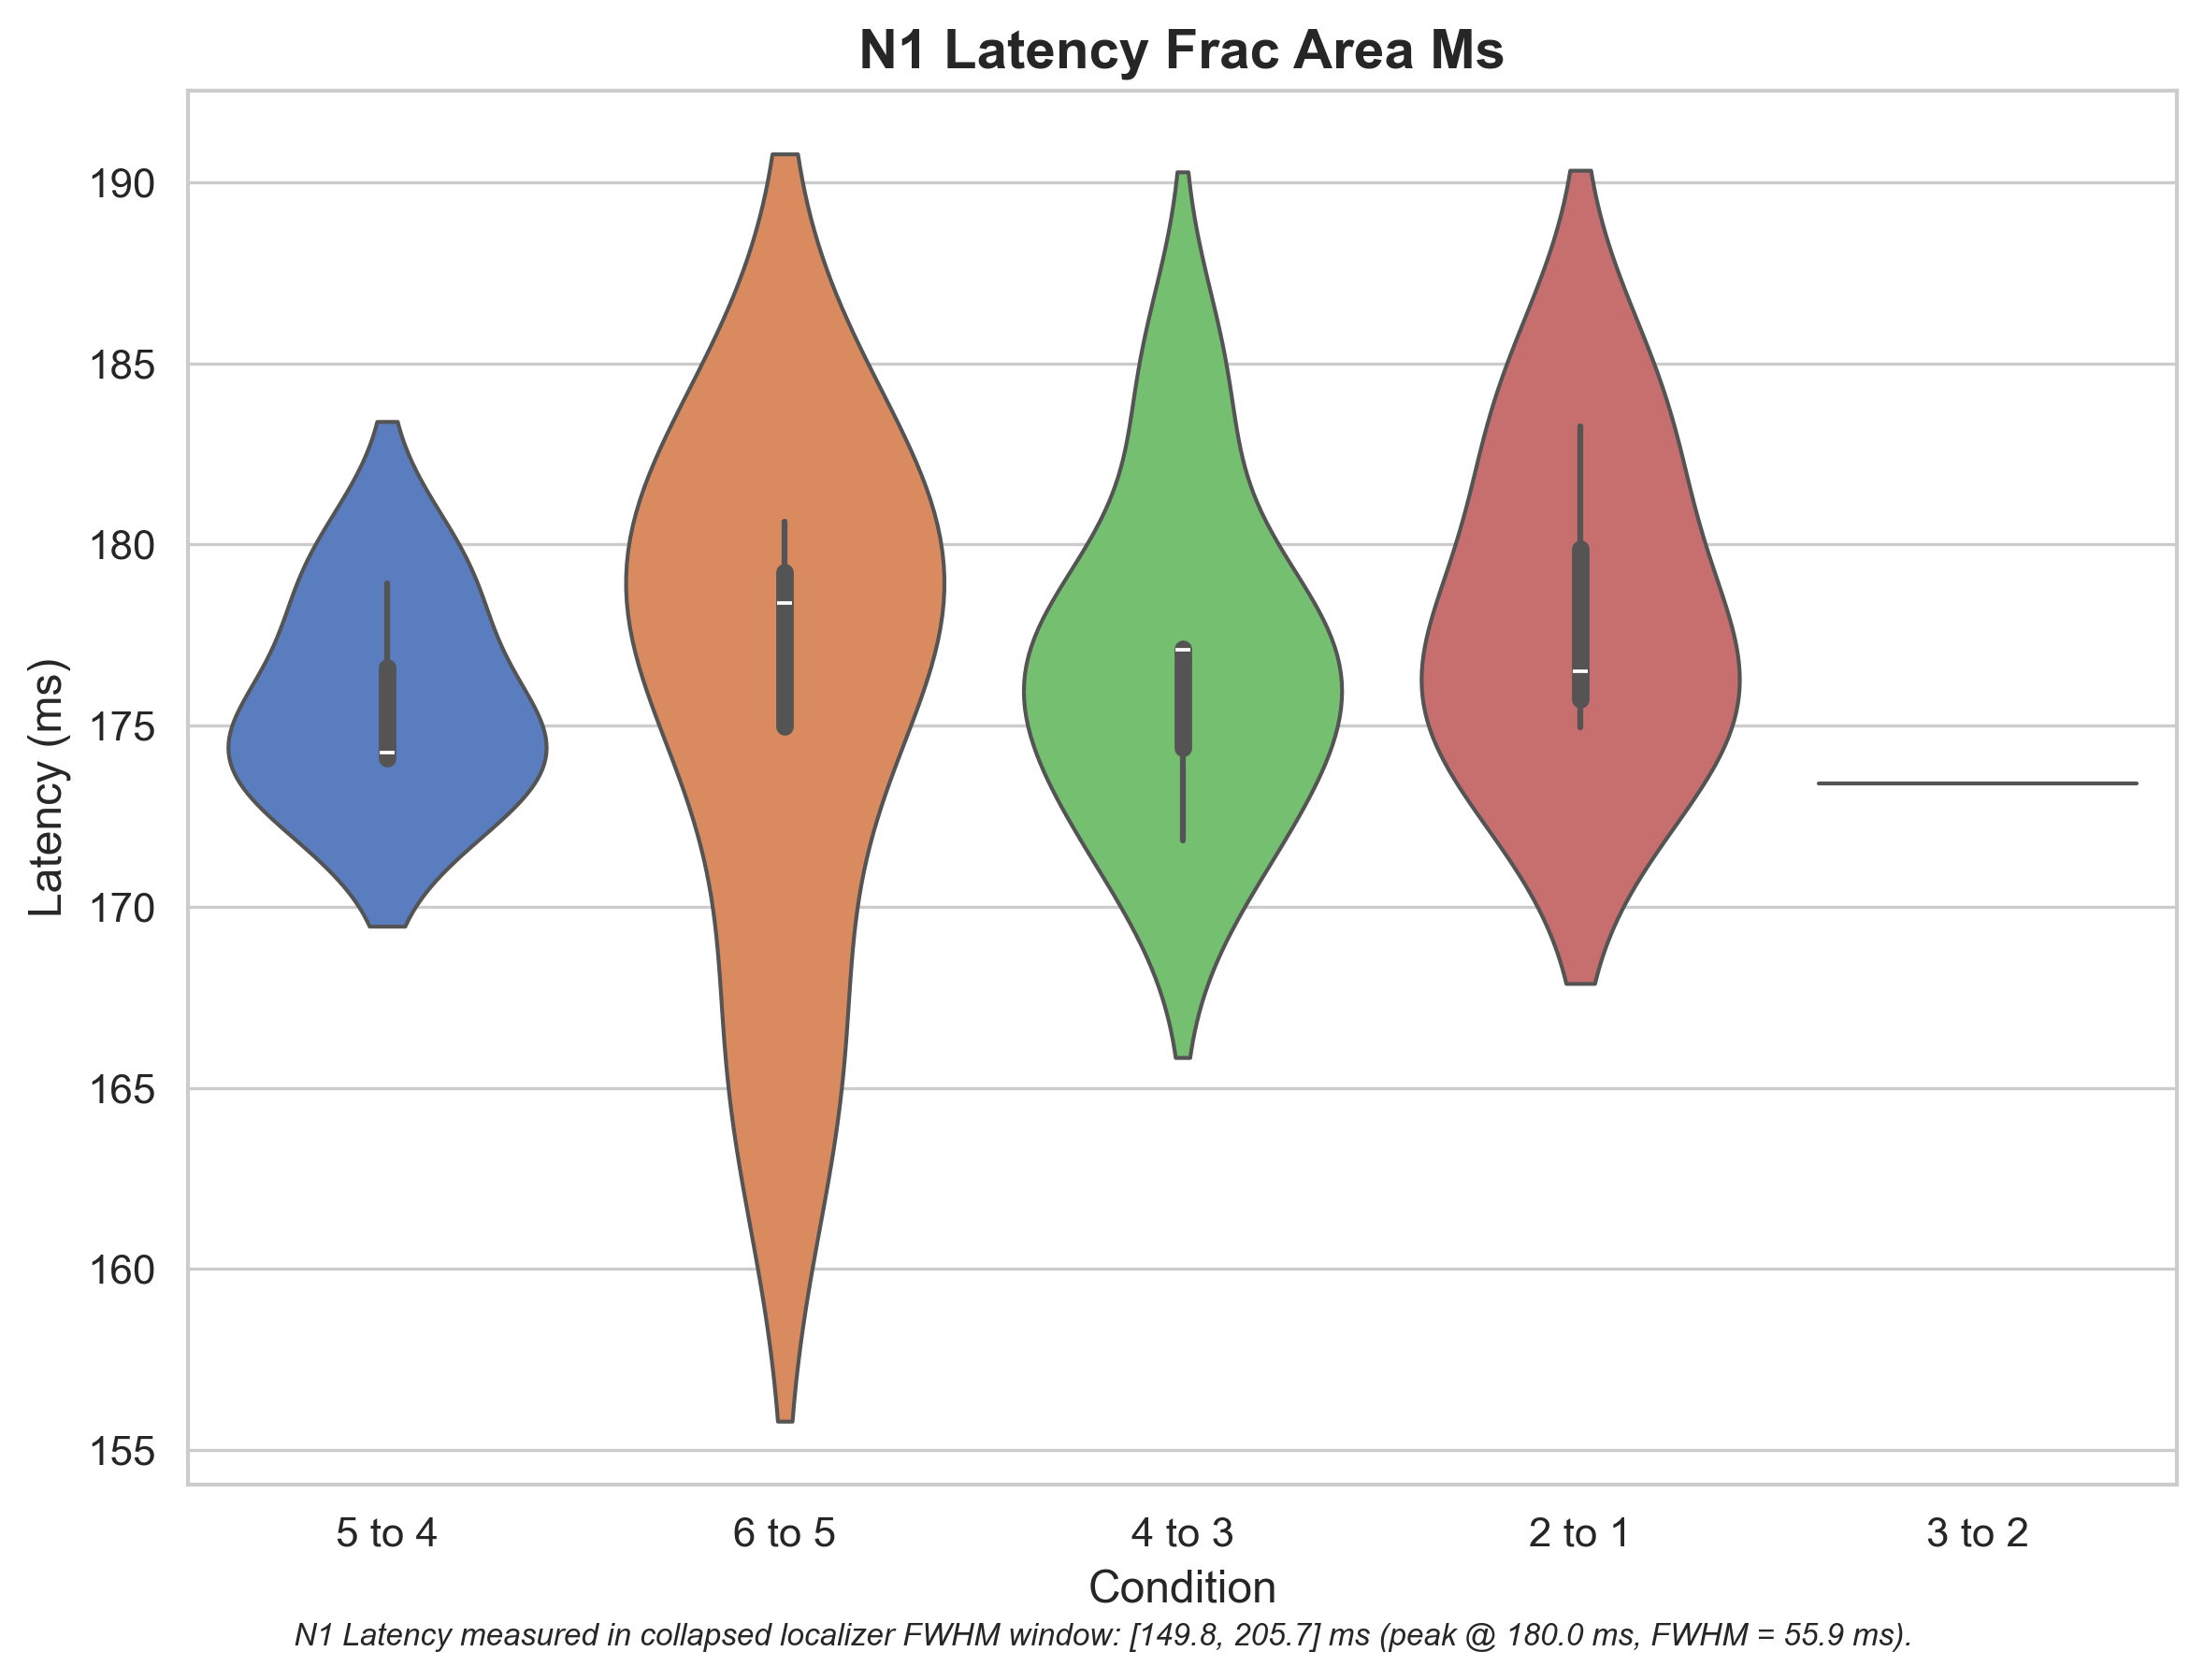 N1 Latency Frac Area Ms
190
185
180
175
170
165
160
155
Latency (ms)
5 to 4
6 to 5
4 to 3
2 to 1
3 to 2
Condition
N1 Latency measured in collapsed localizer FWHM window: [149.8, 205.7] ms (peak @ 180.0 ms, FWHM = 55.9 ms).